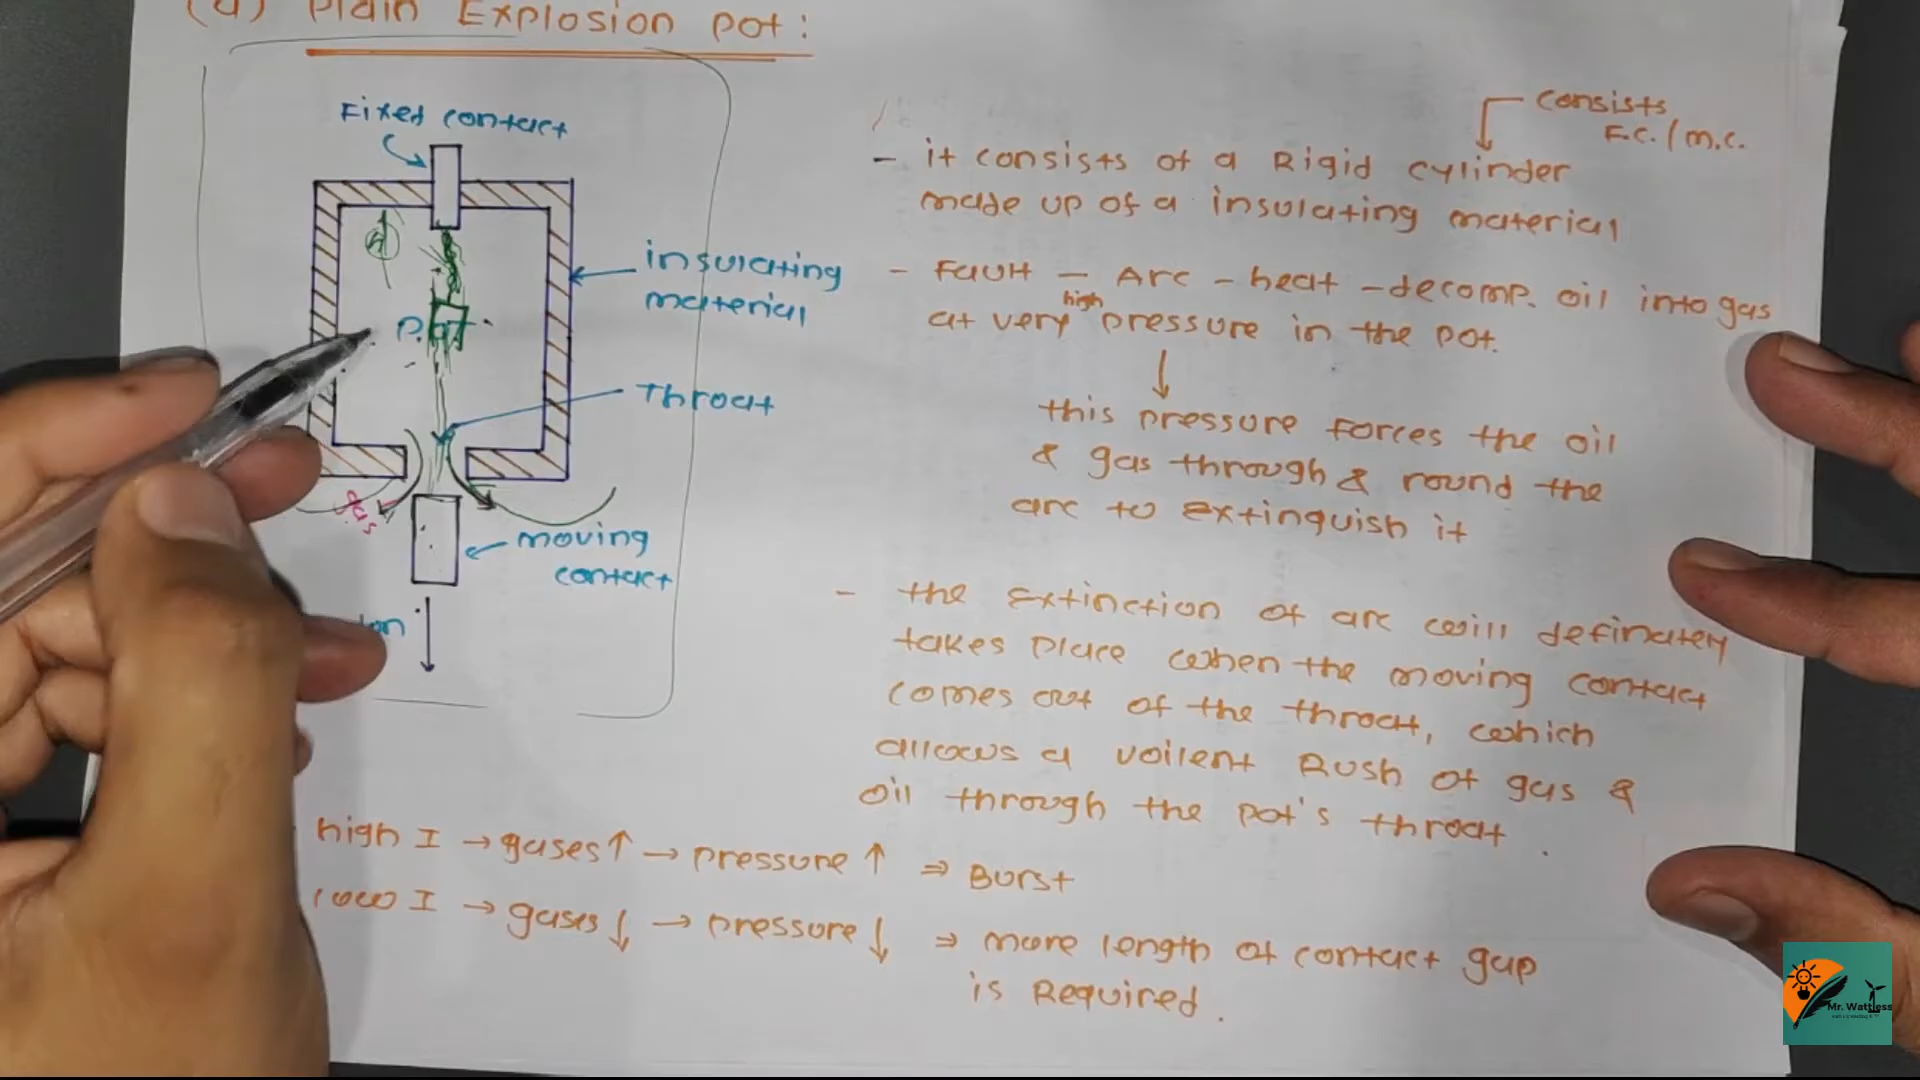 (a) Plain Explosion pot:
Fixed contact
insulating
material
Pot
Throat
gas
moving
contact
consists
F.C. / m.c.
- it consists of a Rigid cylinder
made up of a insulating material
- Fault - Arc - heat - decomp. oil into gas
at very high pressure in the pot.
this pressure forces the oil
& gas through & round the
arc to extinguish it
- the extinction of arc will definately
takes place when the moving contact
comes out of the throat, which
allows a voilent Rush of gas &
oil through the pot's throat.
high I → gases ↑ → pressure ↑ ⇒ Burst
low I → gases ↓ → pressure ↓ ⇒ more length of contact gap
is Required.
Mr. Wattless